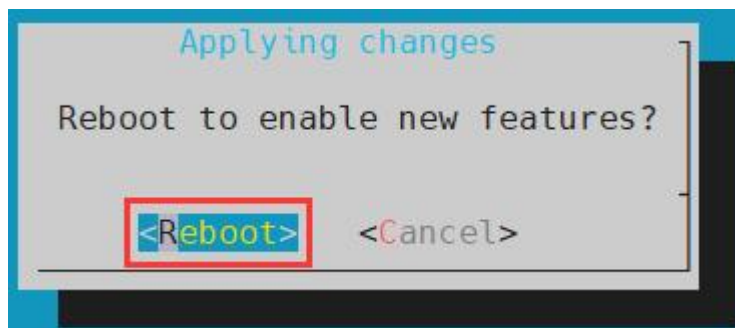 Applying changes
Reboot to enable new features?
<Reboot> <Cancel>